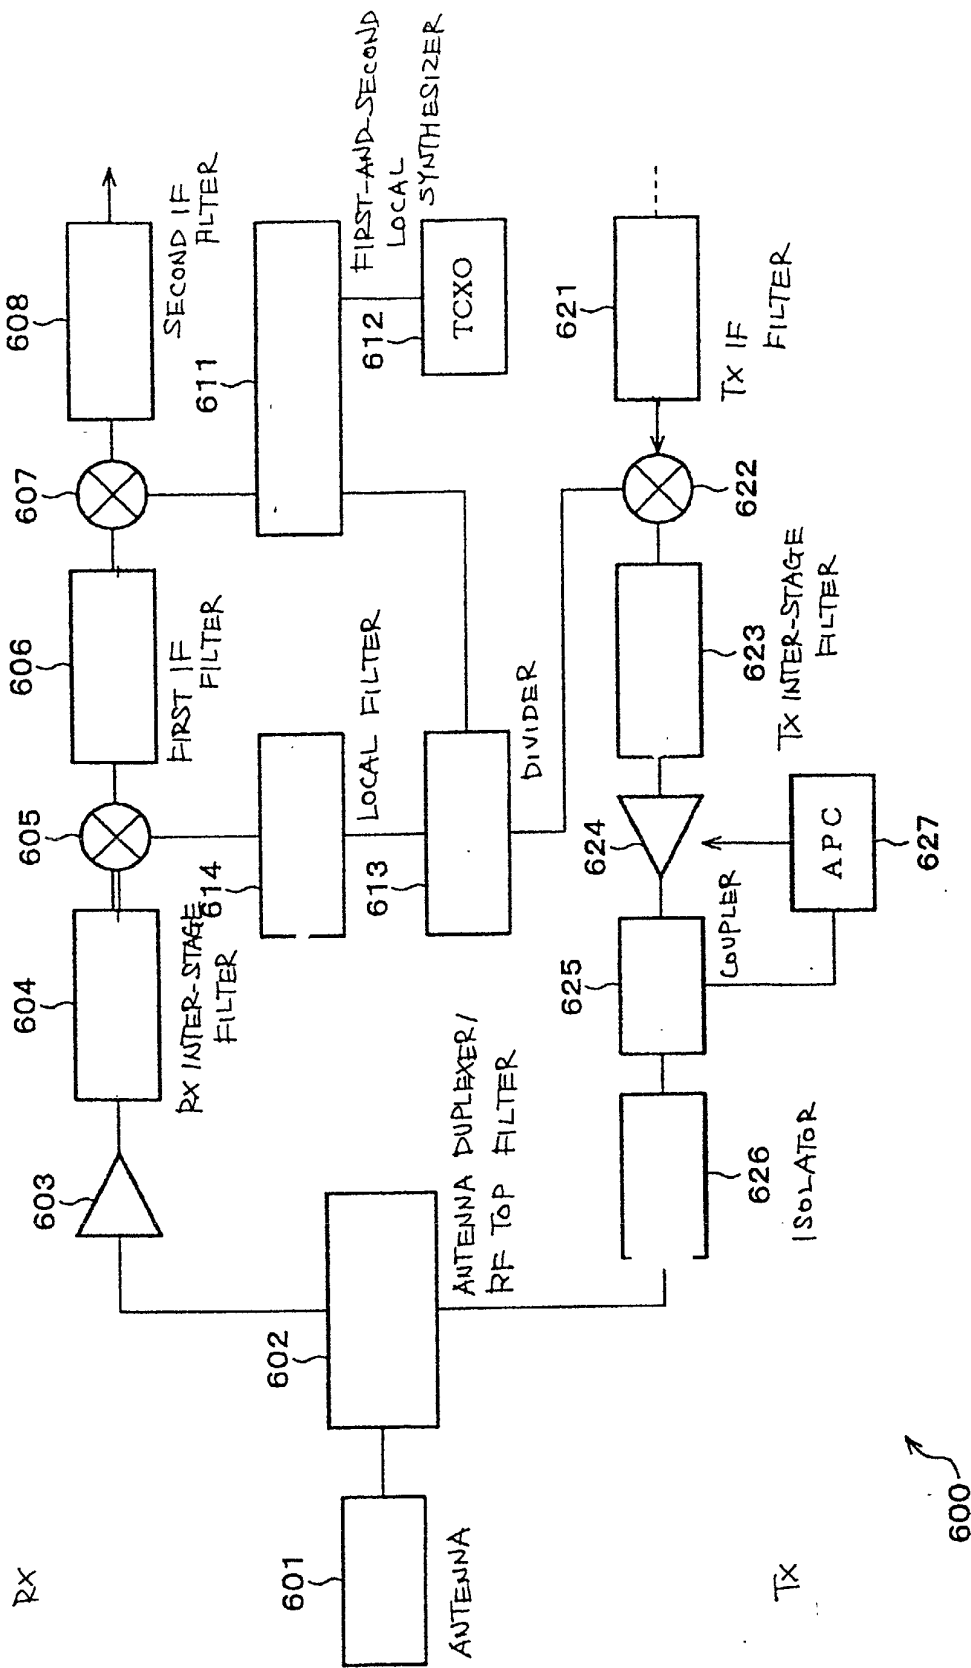 RX
603
604
RX INTER-STAGE
FILTER
605
606
FIRST IF
FILTER
607
608
SECOND IF
FILTER
601
ANTENNA
602
ANTENNA DUPLEXER/
RF TOP FILTER
614
LOCAL FILTER
613
DIVIDER
611
FIRST-AND-SECOND
LOCAL
SYNTHESIZER
612
TCXO
TX
626
ISOLATOR
625
COUPLER
624
623
TX INTER-STAGE
FILTER
622
621
TX IF
FILTER
APC
627
600